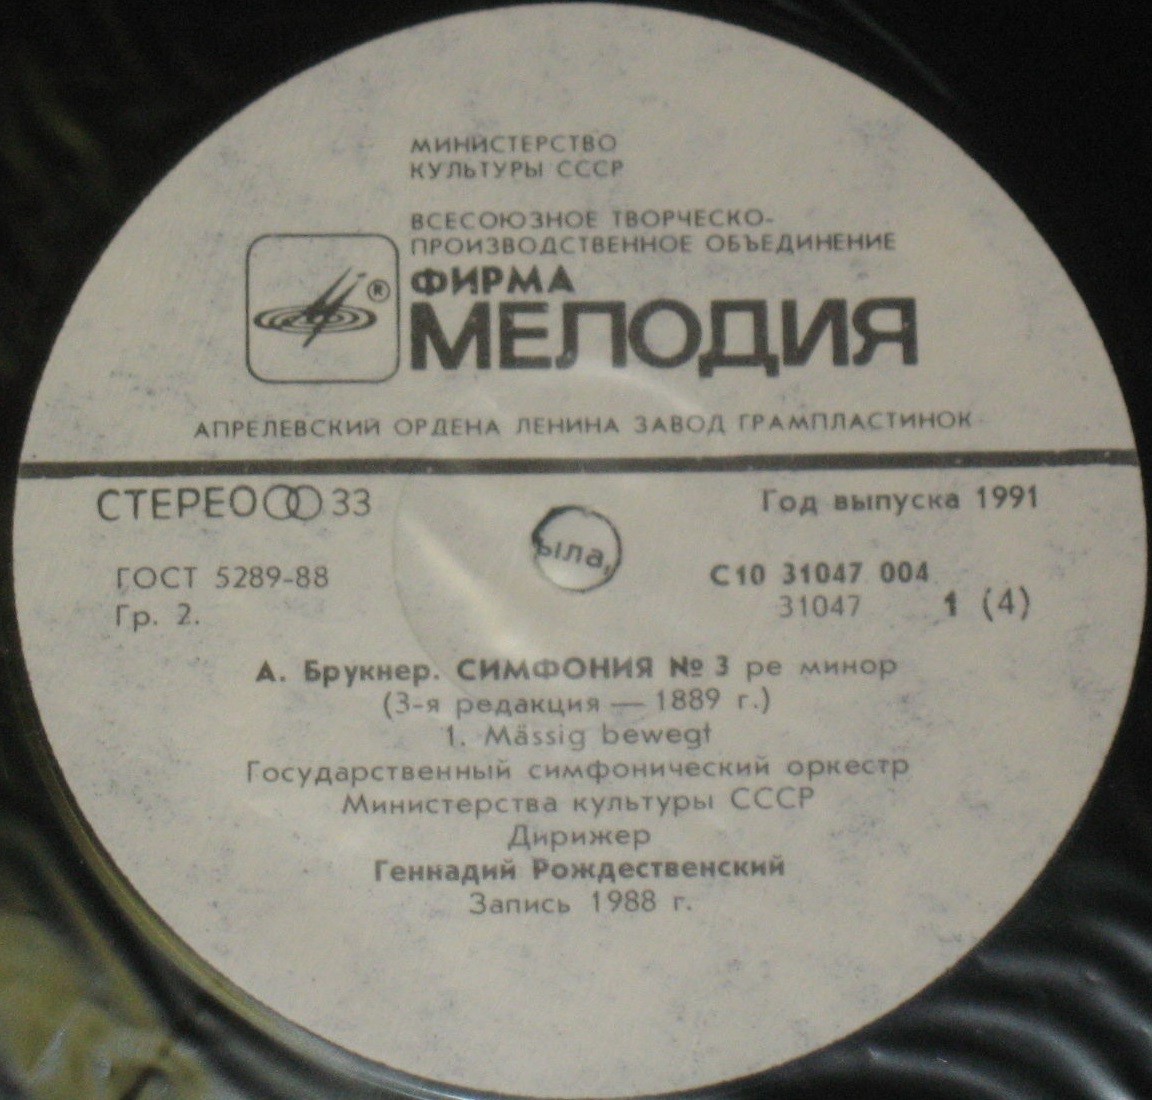 МИНИСТЕРСТВО
КУЛЬТУРЫ СССР
ВСЕСОЮЗНОЕ ТВОРЧЕСКО-
ПРОИЗВОДСТВЕННОЕ ОБЪЕДИНЕНИЕ
®
ФИРМА
МЕЛОДИЯ
АПРЕЛЕВСКИЙ ОРДЕНА ЛЕНИНА ЗАВОД ГРАМПЛАСТИНОК
СТЕРЕО 33
Год выпуска 1991
ыла,
ГОСТ 5289-88
Гр. 2.
С10 31047 004
31047 1 (4)
А. Брукнер. СИМФОНИЯ № 3 ре минор
(3-я редакция — 1889 г.)
1. Mässig bewegt
Государственный симфонический оркестр
Министерства культуры СССР
Дирижер
Геннадий Рождественский
Запись 1988 г.